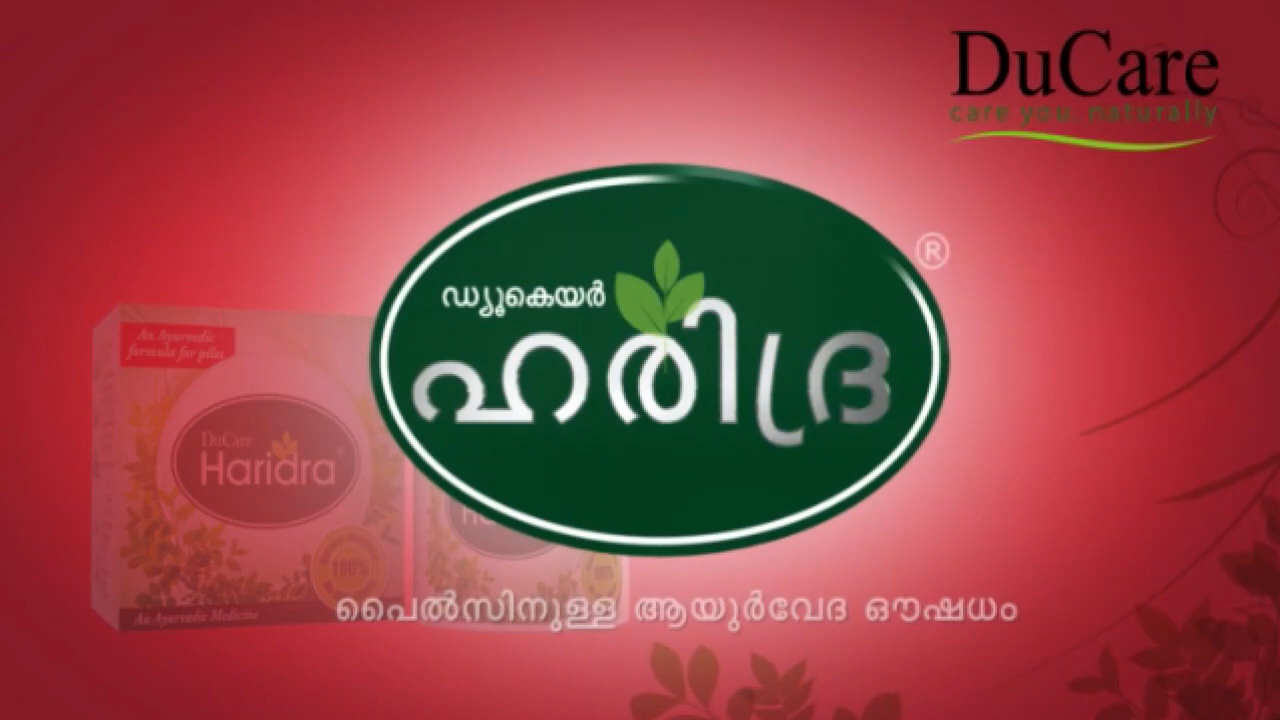 DuCare
care you. naturally
®
ഡ്യൂകെയർ
ഹരിദ്ര
An Ayurvedic
formula for piles
DuCare
Haridra
100%
An Ayurvedic Medicine
പൈൽസിനുള്ള ആയുർവേദ ഔഷധം